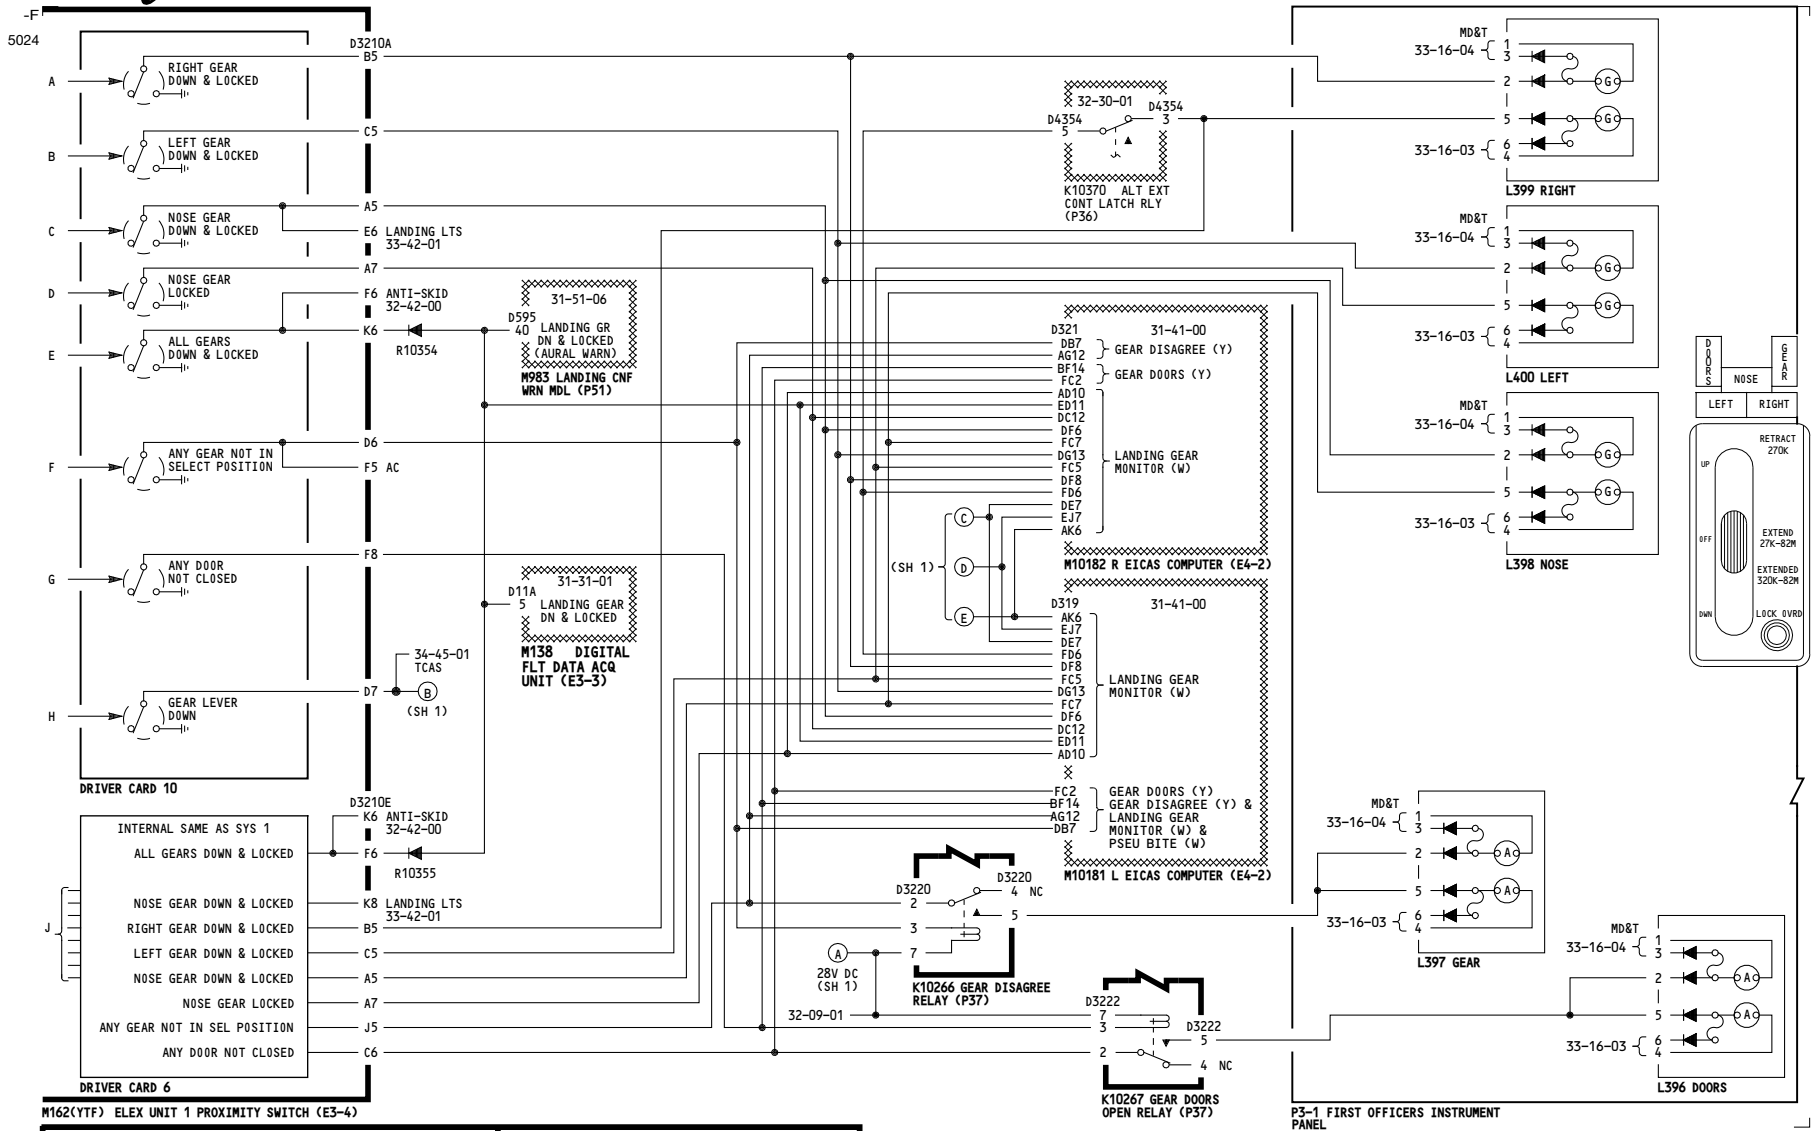 -F
5024
D3210A
B5
A
RIGHT GEAR
DOWN & LOCKED
C5
B
LEFT GEAR
DOWN & LOCKED
A5
C
NOSE GEAR
DOWN & LOCKED
E6 LANDING LTS
33-42-01
A7
D
NOSE GEAR
LOCKED
F6 ANTI-SKID
32-42-00
K6
R10354
E
ALL GEARS
DOWN & LOCKED
D6
F
ANY GEAR NOT IN
SELECT POSITION
F5 AC
F8
G
ANY DOOR
NOT CLOSED
34-45-01
TCAS
D7
B
(SH 1)
H
GEAR LEVER
DOWN
DRIVER CARD 10
D3210E
K6 ANTI-SKID
32-42-00
INTERNAL SAME AS SYS 1
ALL GEARS DOWN & LOCKED
F6
R10355
J
NOSE GEAR DOWN & LOCKED
K8 LANDING LTS
33-42-01
RIGHT GEAR DOWN & LOCKED
B5
LEFT GEAR DOWN & LOCKED
C5
NOSE GEAR DOWN & LOCKED
A5
NOSE GEAR LOCKED
A7
ANY GEAR NOT IN SEL POSITION
J5
ANY DOOR NOT CLOSED
C6
DRIVER CARD 6
M162(YTF) ELEX UNIT 1 PROXIMITY SWITCH (E3-4)
31-51-06
D595
40
LANDING GR
DN & LOCKED
(AURAL WARN)
M983 LANDING CNF
WRN MDL (P51)
31-31-01
D11A
5
LANDING GEAR
DN & LOCKED
M138 DIGITAL
FLT DATA ACQ
UNIT (E3-3)
32-30-01
D4354
3
D4354
5
K10370 ALT EXT
CONT LATCH RLY
(P36)
D321
31-41-00
DB7
AG12
GEAR DISAGREE (Y)
BF14
FC2
GEAR DOORS (Y)
AD10
ED11
DC12
DF6
FC7
DG13
FC5
DF8
FD6
DE7
EJ7
AK6
LANDING GEAR
MONITOR (W)
C
(SH 1)
D
E
M10182 R EICAS COMPUTER (E4-2)
D319
31-41-00
AK6
EJ7
DE7
FD6
DF8
FC5
DG13
FC7
DF6
DC12
ED11
AD10
LANDING GEAR
MONITOR (W)
FC2
BF14
AG12
DB7
GEAR DOORS (Y)
GEAR DISAGREE (Y) &
LANDING GEAR
MONITOR (W) &
PSEU BITE (W)
M10181 L EICAS COMPUTER (E4-2)
D3220
D3220
4 NC
2
5
3
7
A
28V DC
(SH 1)
K10266 GEAR DISAGREE
RELAY (P37)
32-09-01
D3222
7
3
D3222
5
2
4 NC
K10267 GEAR DOORS
OPEN RELAY (P37)
MD&T
33-16-04
1
3
2
G
5
G
33-16-03
6
4
L399 RIGHT
MD&T
33-16-04
1
3
2
G
5
G
33-16-03
6
4
L400 LEFT
MD&T
33-16-04
1
3
2
G
5
G
33-16-03
6
4
L398 NOSE
DOORS
NOSE
GEAR
LEFT
RIGHT
RETRACT
270K
UP
OFF
EXTEND
27K-82M
EXTENDED
320K-82M
DWN
LOCK OVRD
MD&T
33-16-04
1
3
2
A
5
A
33-16-03
6
4
L397 GEAR
MD&T
33-16-04
1
3
2
A
5
A
33-16-03
6
4
L396 DOORS
P3-1 FIRST OFFICERS INSTRUMENT
PANEL